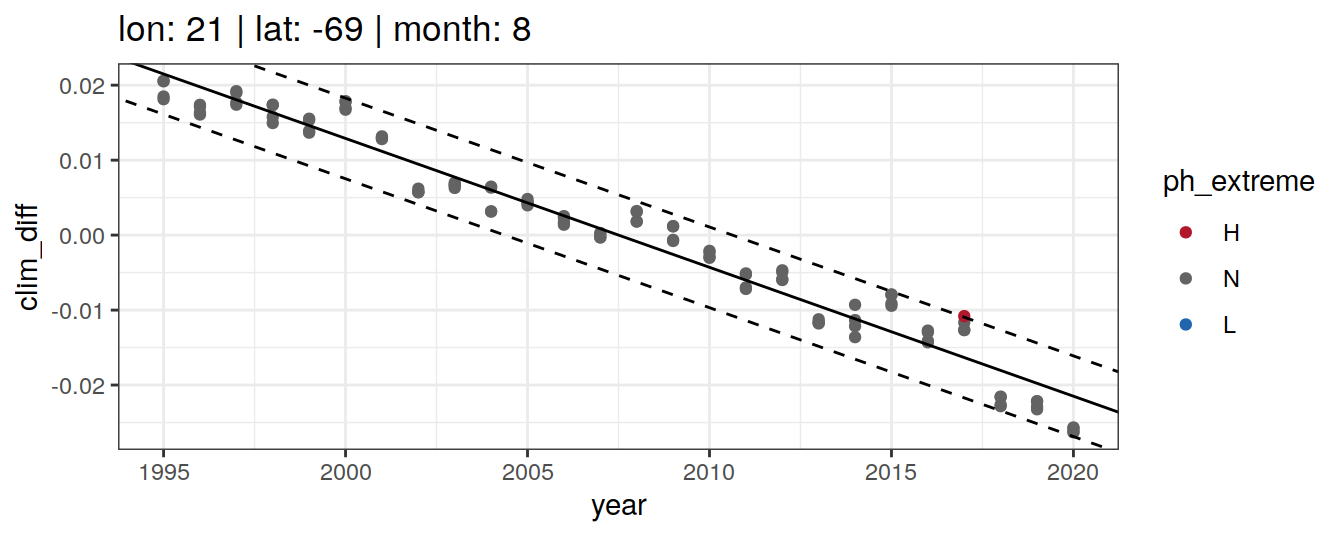 lon: 21 | lat: -69 | month: 8
0.02
0.01
0.00
-0.01
-0.02
clim_diff
1995
2000
2005
2010
2015
2020
year
ph_extreme
H
N
L